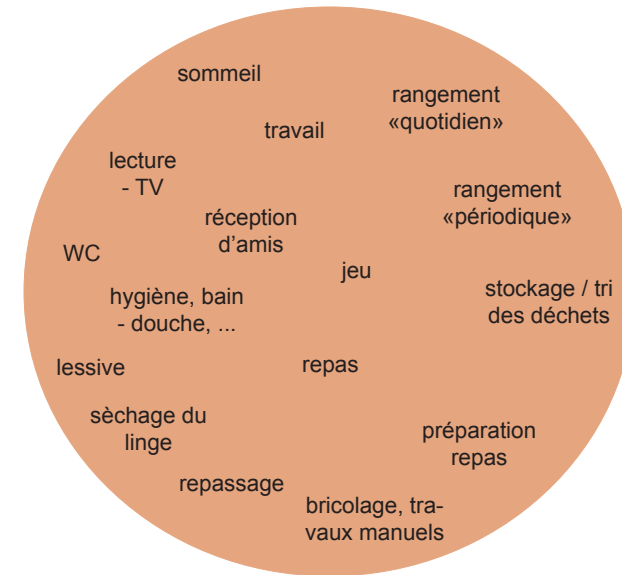 sommeil
rangement
«quotidien»
travail
lecture
- TV
rangement
«périodique»
réception
d’amis
WC
jeu
hygiène, bain
- douche, ...
stockage / tri
des déchets
lessive
repas
sèchage du
linge
préparation
repas
repassage
bricolage, tra-
vaux manuels